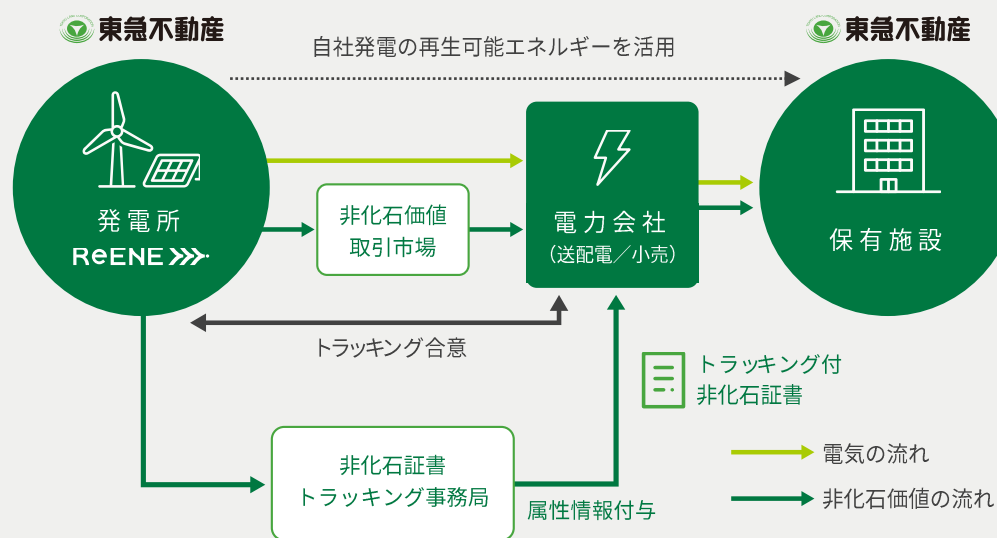 東急不動産
東急不動産
自社発電の再生可能エネルギーを活用
発電所
ReENE
非化石価値
取引市場
電力会社
（送配電／小売）
保有施設
トラッキング合意
トラッキング付
非化石証書
非化石証書
トラッキング事務局
属性情報付与
電気の流れ
非化石価値の流れ